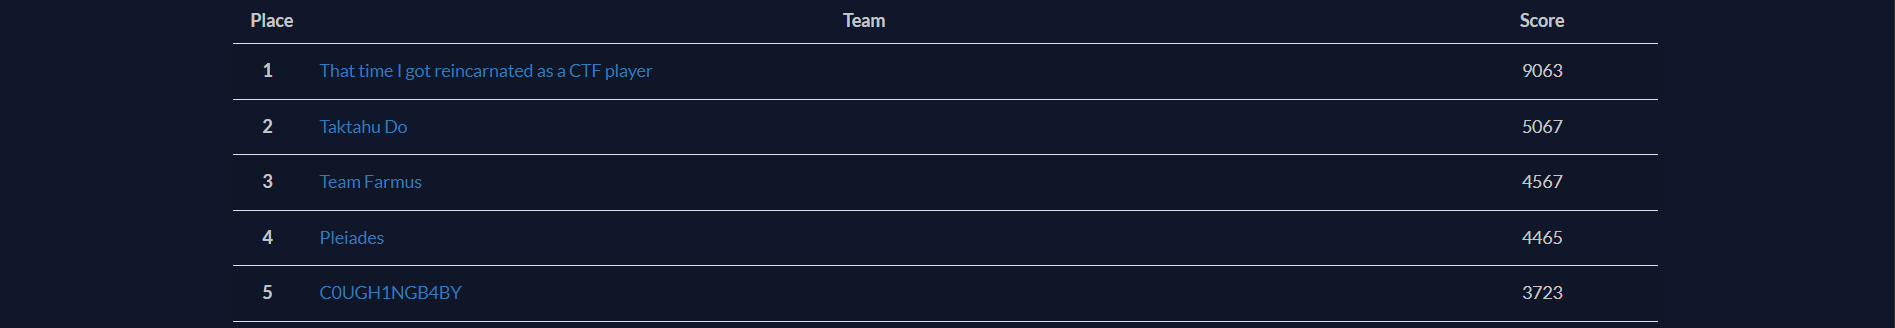 Place Team Score
1 That time I got reincarnated as a CTF player 9063
2 Taktahu Do 5067
3 Team Farmus 4567
4 Pleiades 4465
5 C0UGH1NGB4BY 3723